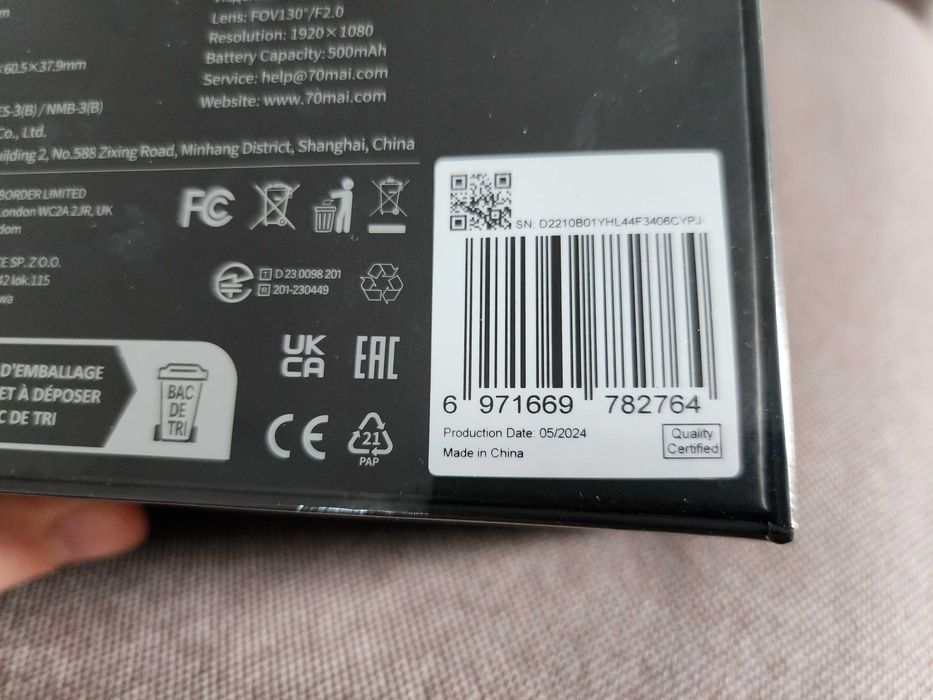 Lens: FOV130°/F2.0
Resolution: 1920×1080
Battery Capacity: 500mAh
×60.5×37.9mm
Service: help@70mai.com
Website: www.70mai.com
ES-3(B)/NMB-3(B)
Co., Ltd.
Building 2, No.588 Zixing Road, Minhang District, Shanghai, China
BORDER LIMITED
London WC2A 2JR, UK
CE SP. Z O.O.
42 lok.115
FC
T D 23 0098 201
R 201-230449
UK
CA
EAC
D'EMBALLAGE
ET À DÉPOSER
DE TRI
BAC
DE
TRI
CE
21
PAP
SN: D2210B01YHL44F3406CYPJ
6 971669 782764
Production Date: 05/2024
Made in China
Quality
Certified